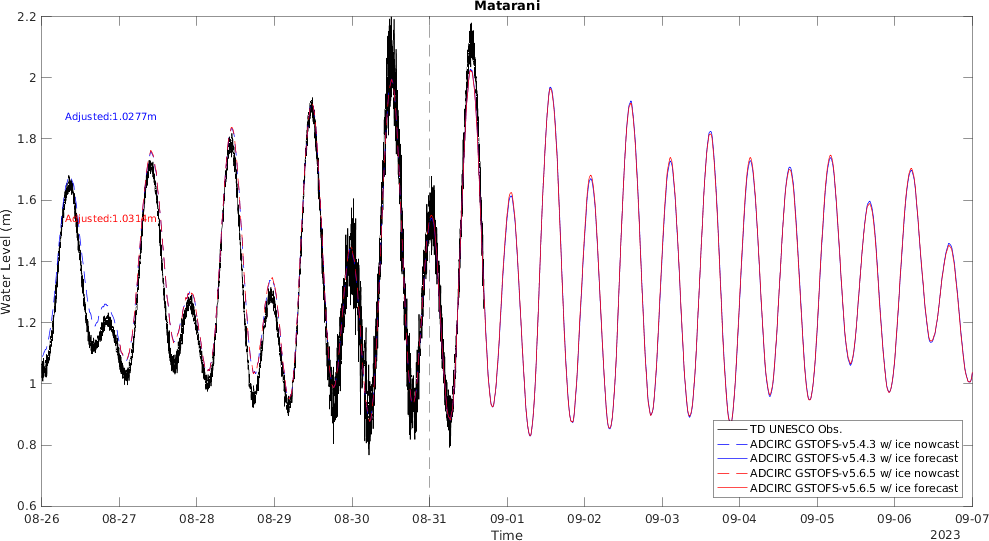 Matarani
2.2
2
1.8
1.6
1.4
1.2
1
0.8
0.6
Water Level (m)
Adjusted:1.0277m
Adjusted:1.0314m
TD UNESCO Obs.
ADCIRC GSTOFS-v5.4.3 w/ ice nowcast
ADCIRC GSTOFS-v5.4.3 w/ ice forecast
ADCIRC GSTOFS-v5.6.5 w/ ice nowcast
ADCIRC GSTOFS-v5.6.5 w/ ice forecast
08-26 08-27 08-28 08-29 08-30 08-31 09-01 09-02 09-03 09-04 09-05 09-06 09-07
Time
2023